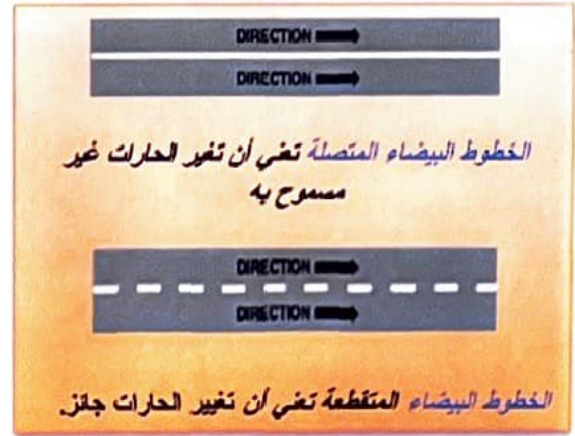 DIRECTION
DIRECTION
الخطوط البيضاء المتصلة تعني أن تغير الحارات غير
مسموح به
DIRECTION
DIRECTION
الخطوط البيضاء المتقطعة تعني أن تغيير الحارات جائز.